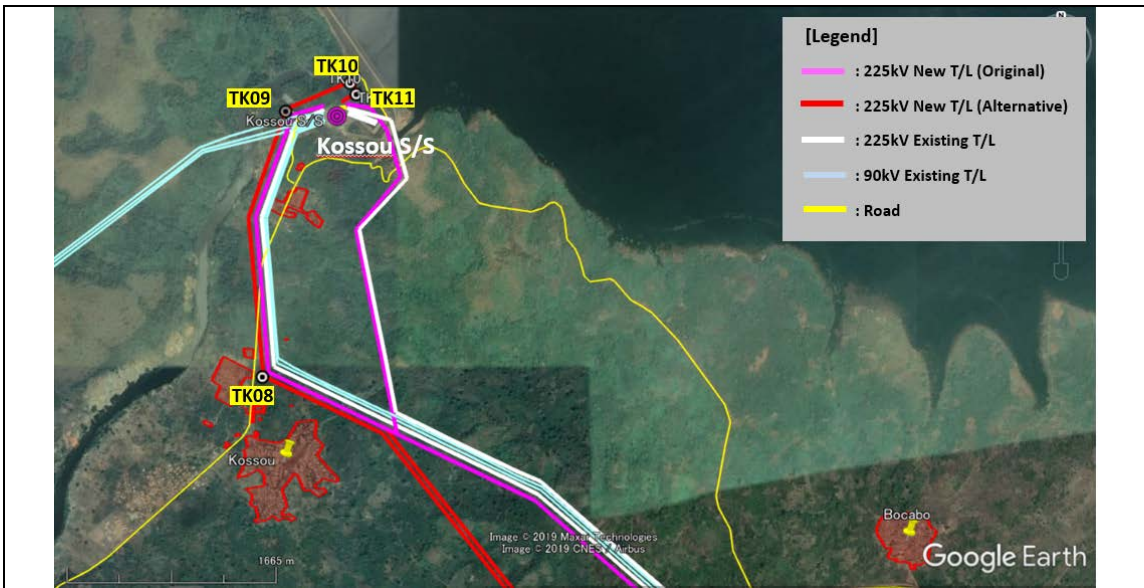 [Legend]
: 225kV New T/L (Original)
: 225kV New T/L (Alternative)
: 225kV Existing T/L
: 90kV Existing T/L
: Road
N
TK10
TK09
TK11
Kossou S/S
Kossou S/S
TK08
Kossou
Bocabo
1665 m
Image © 2019 Maxar Technologies
Image © 2019 CNES / Airbus
Google Earth